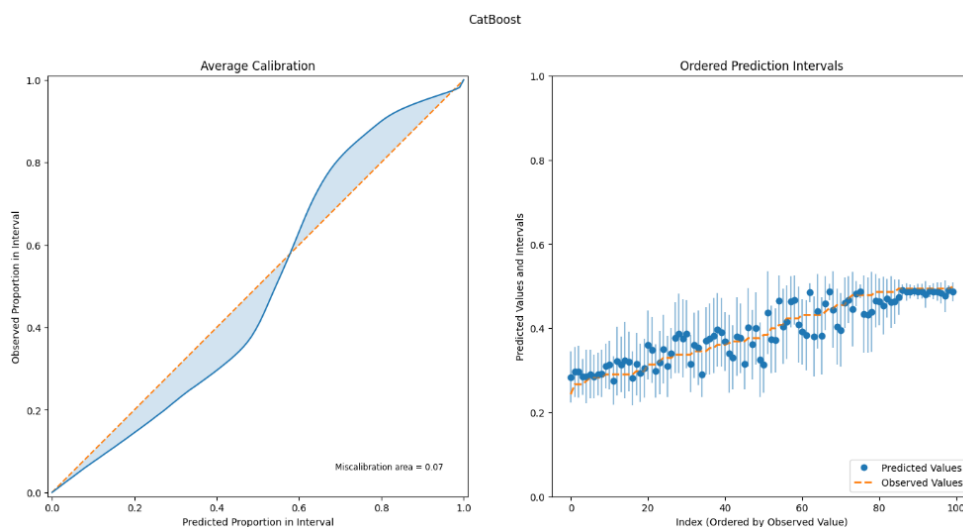 CatBoost
Average Calibration
Observed Proportion in Interval
1.0
0.8
0.6
0.4
0.2
0.0
Miscalibration area = 0.07
0.0 0.2 0.4 0.6 0.8 1.0
Predicted Proportion in Interval
Ordered Prediction Intervals
Predicted Values and Intervals
1.0
0.8
0.6
0.4
0.2
0.0
Predicted Values
Observed Values
0 20 40 60 80 100
Index (Ordered by Observed Value)